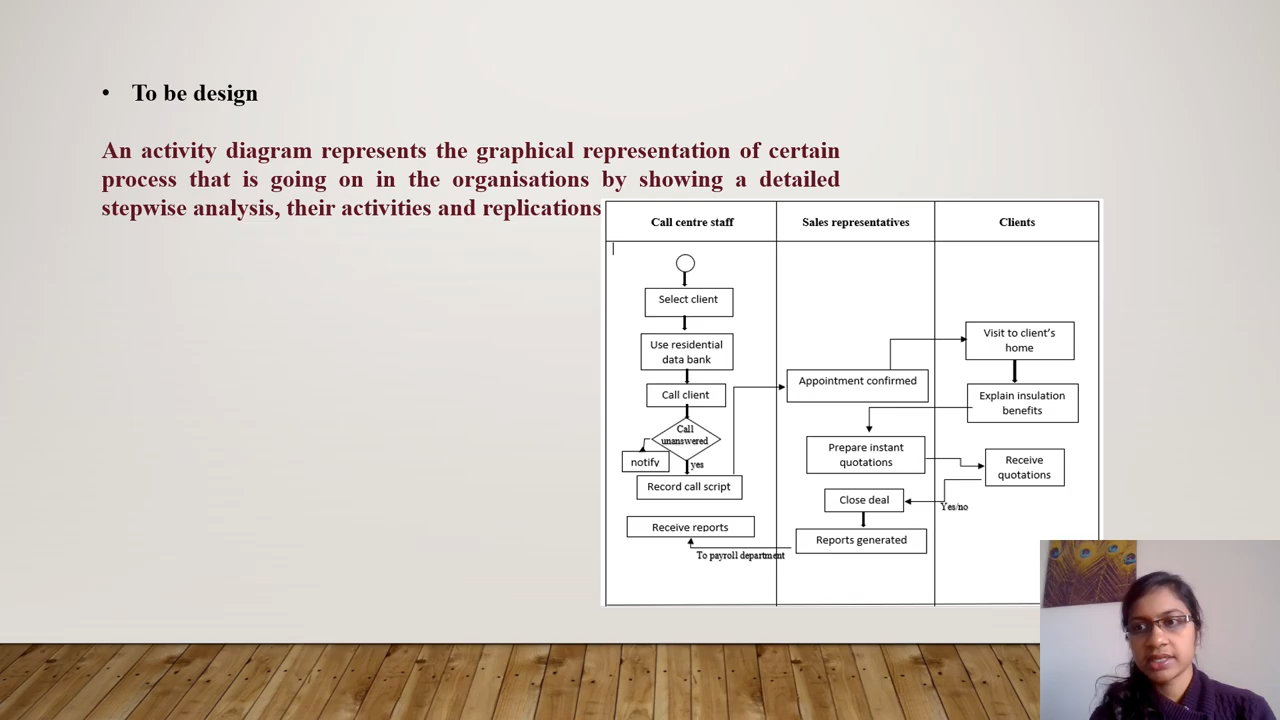 • To be design
An activity diagram represents the graphical representation of certain
process that is going on in the organisations by showing a detailed
stepwise analysis, their activities and replications
Call centre staff
Sales representatives
Clients
Select client
Use residential
data bank
Call client
Call
unanswered
notify
yes
Record call script
Receive reports
To payroll department
Appointment confirmed
Prepare instant
quotations
Close deal
Reports generated
Visit to client's
home
Explain insulation
benefits
Receive
quotations
Yes/no